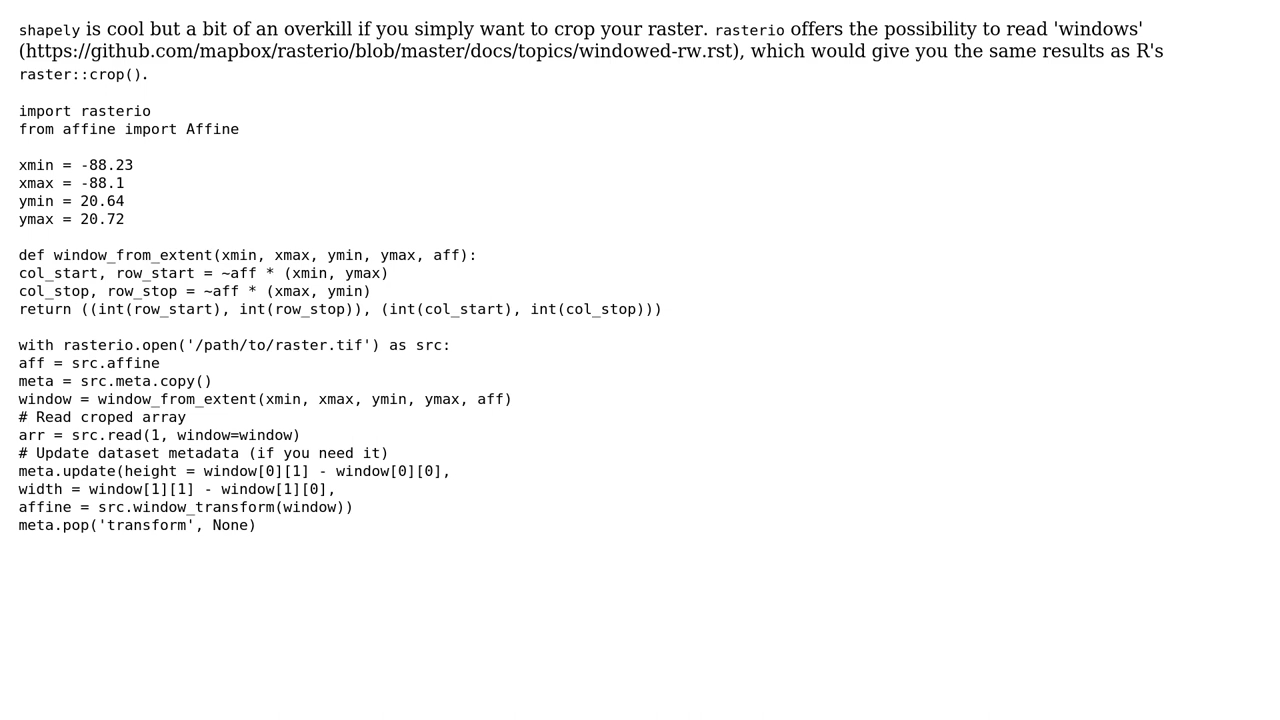 shapely is cool but a bit of an overkill if you simply want to crop your raster. rasterio offers the possibility to read 'windows'
(https://github.com/mapbox/rasterio/blob/master/docs/topics/windowed-rw.rst), which would give you the same results as R's
raster::crop().
import rasterio
from affine import Affine
xmin = -88.23
xmax = -88.1
ymin = 20.64
ymax = 20.72
def window_from_extent(xmin, xmax, ymin, ymax, aff):
col_start, row_start = ~aff * (xmin, ymax)
col_stop, row_stop = ~aff * (xmax, ymin)
return ((int(row_start), int(row_stop)), (int(col_start), int(col_stop)))
with rasterio.open('/path/to/raster.tif') as src:
aff = src.affine
meta = src.meta.copy()
window = window_from_extent(xmin, xmax, ymin, ymax, aff)
# Read croped array
arr = src.read(1, window=window)
# Update dataset metadata (if you need it)
meta.update(height = window[0][1] - window[0][0],
width = window[1][1] - window[1][0],
affine = src.window_transform(window))
meta.pop('transform', None)